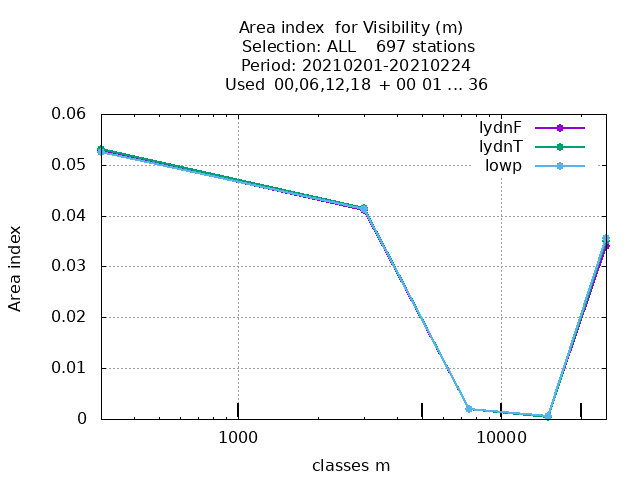 Area index  for Visibility (m)
Selection: ALL    697 stations
Period: 20210201-20210224
Used  00,06,12,18  + 00 01 ... 36
lydnF
lydnT
lowp
0.06
0.05
0.04
0.03
0.02
0.01
0
Area index
1000
10000
classes m